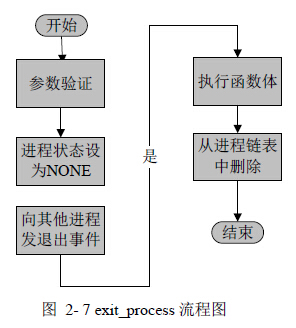 开始
参数验证
进程状态设
为NONE
向其他进程
发退出事件
是
执行函数体
从进程链表
中删除
结束
图 2- 7 exit_process 流程图